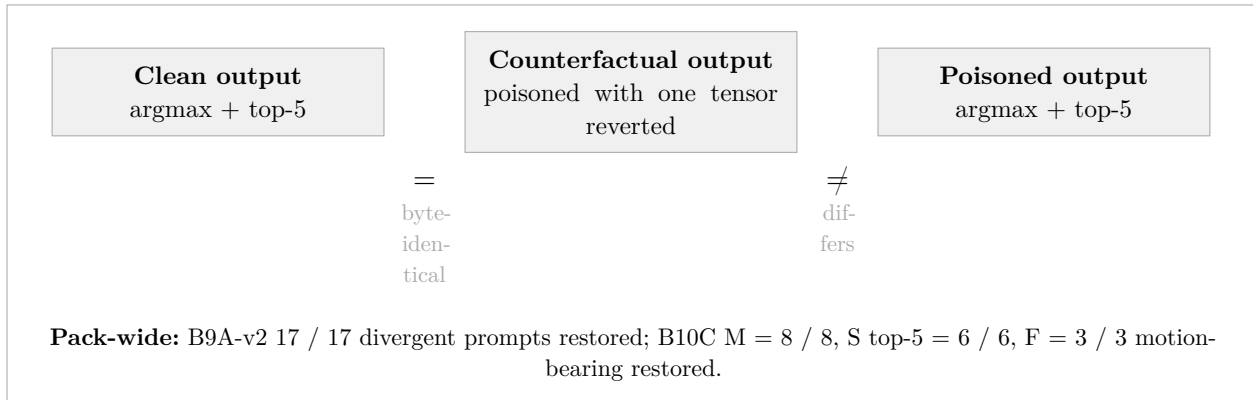 Clean output
argmax + top-5
Counterfactual output
poisoned with one tensor
reverted
Poisoned output
argmax + top-5
=
byte-
iden-
tical
≠
dif-
fers
Pack-wide: B9A-v2 17 / 17 divergent prompts restored; B10C M = 8 / 8, S top-5 = 6 / 6, F = 3 / 3 motion-
bearing restored.